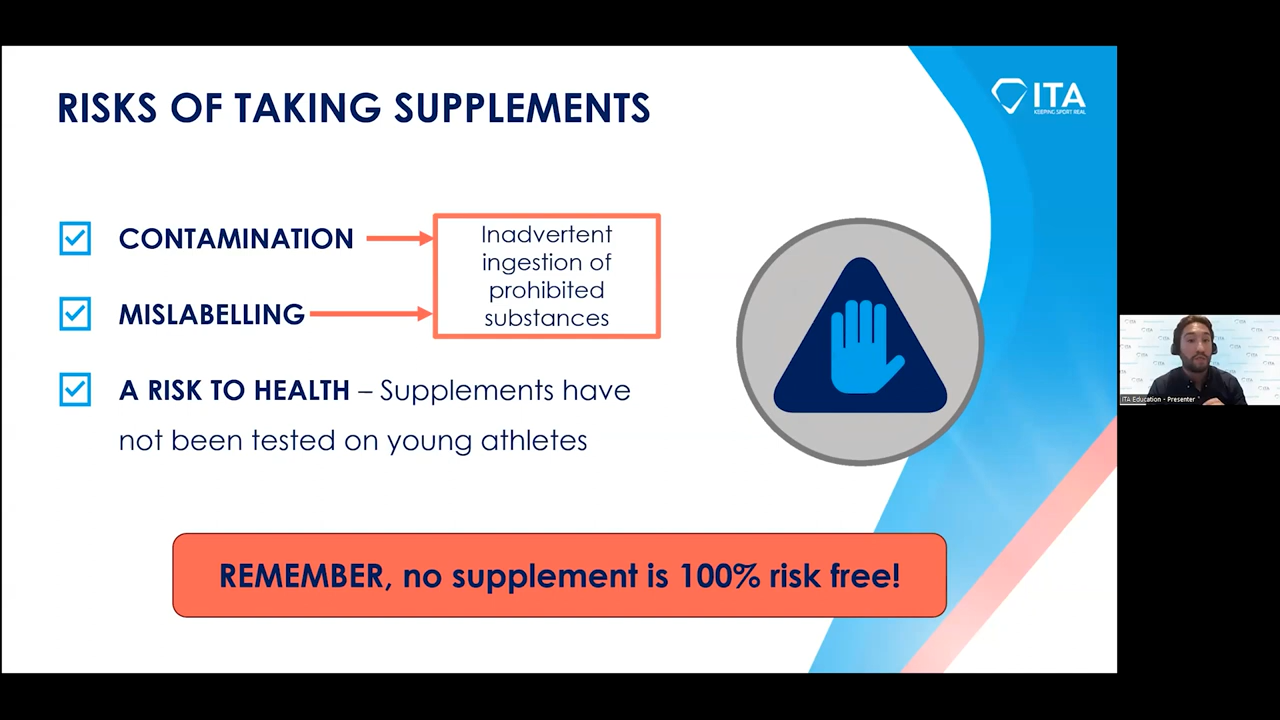 RISKS OF TAKING SUPPLEMENTS
ITA
KEEPING SPORT REAL
CONTAMINATION
Inadvertent
ingestion of
prohibited
substances
MISLABELLING
A RISK TO HEALTH – Supplements have
not been tested on young athletes
REMEMBER, no supplement is 100% risk free!
ITA
ITA Education - Presenter